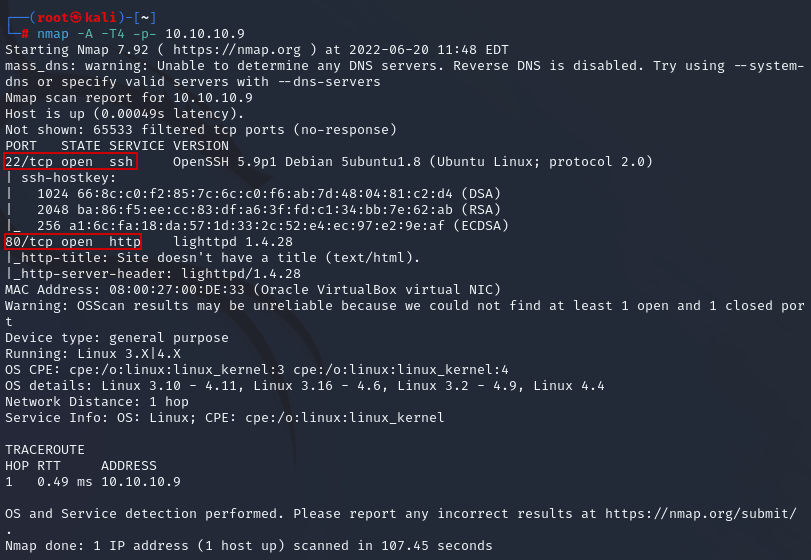 ┌──(root㉿kali)-[~]
└─# nmap -A -T4 -p- 10.10.10.9
Starting Nmap 7.92 ( https://nmap.org ) at 2022-06-20 11:48 EDT
mass_dns: warning: Unable to determine any DNS servers. Reverse DNS is disabled. Try using --system-
dns or specify valid servers with --dns-servers
Nmap scan report for 10.10.10.9
Host is up (0.00049s latency).
Not shown: 65533 filtered tcp ports (no-response)
PORT   STATE SERVICE VERSION
22/tcp open  ssh     OpenSSH 5.9p1 Debian 5ubuntu1.8 (Ubuntu Linux; protocol 2.0)
| ssh-hostkey:
|   1024 66:8c:c0:f2:85:7c:6c:c0:f6:ab:7d:48:04:81:c2:d4 (DSA)
|   2048 ba:86:f5:ee:cc:83:df:a6:3f:fd:c1:34:bb:7e:62:ab (RSA)
|_  256 a1:6c:fa:18:da:57:1d:33:2c:52:e4:ec:97:e2:9e:af (ECDSA)
80/tcp open  http    lighttpd 1.4.28
|_http-title: Site doesn't have a title (text/html).
|_http-server-header: lighttpd/1.4.28
MAC Address: 08:00:27:00:DE:33 (Oracle VirtualBox virtual NIC)
Warning: OSScan results may be unreliable because we could not find at least 1 open and 1 closed por
t
Device type: general purpose
Running: Linux 3.X|4.X
OS CPE: cpe:/o:linux:linux_kernel:3 cpe:/o:linux:linux_kernel:4
OS details: Linux 3.10 - 4.11, Linux 3.16 - 4.6, Linux 3.2 - 4.9, Linux 4.4
Network Distance: 1 hop
Service Info: OS: Linux; CPE: cpe:/o:linux:linux_kernel

TRACEROUTE
HOP RTT     ADDRESS
1   0.49 ms 10.10.10.9

OS and Service detection performed. Please report any incorrect results at https://nmap.org/submit/
.
Nmap done: 1 IP address (1 host up) scanned in 107.45 seconds